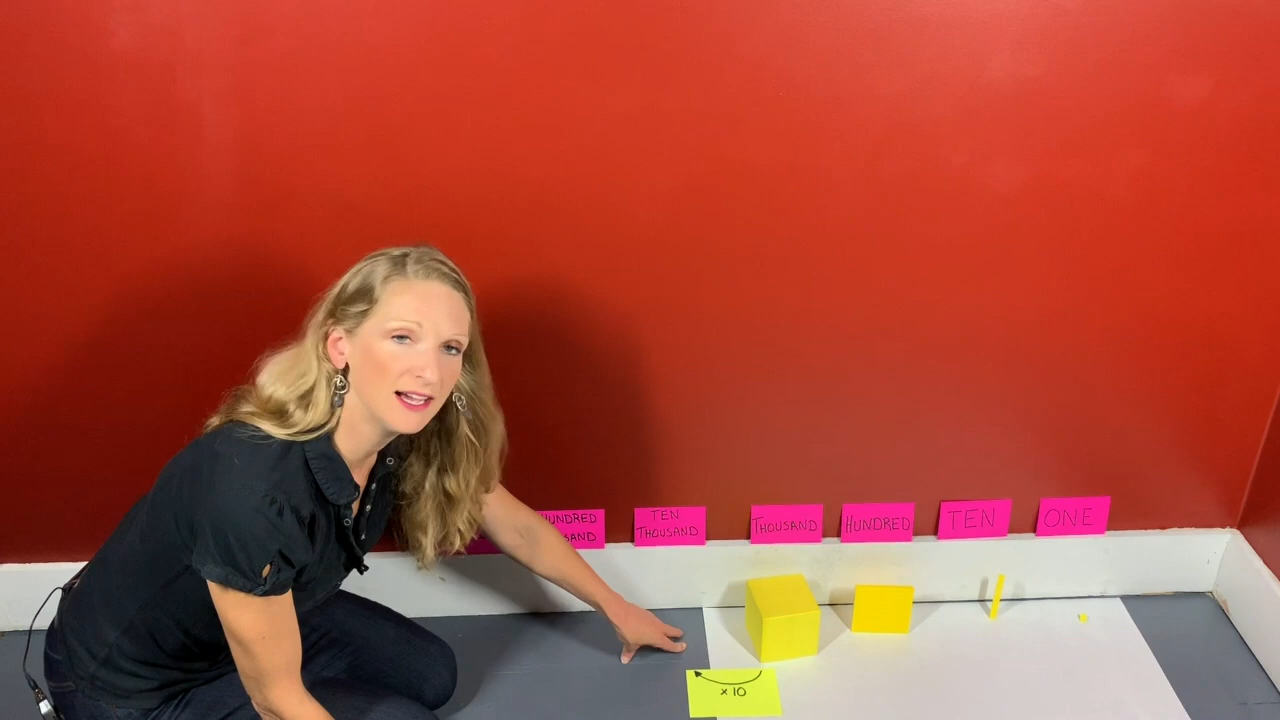 HUNDRED
TEN
THOUSAND
THOUSAND
HUNDRED
TEN
ONE
x 10